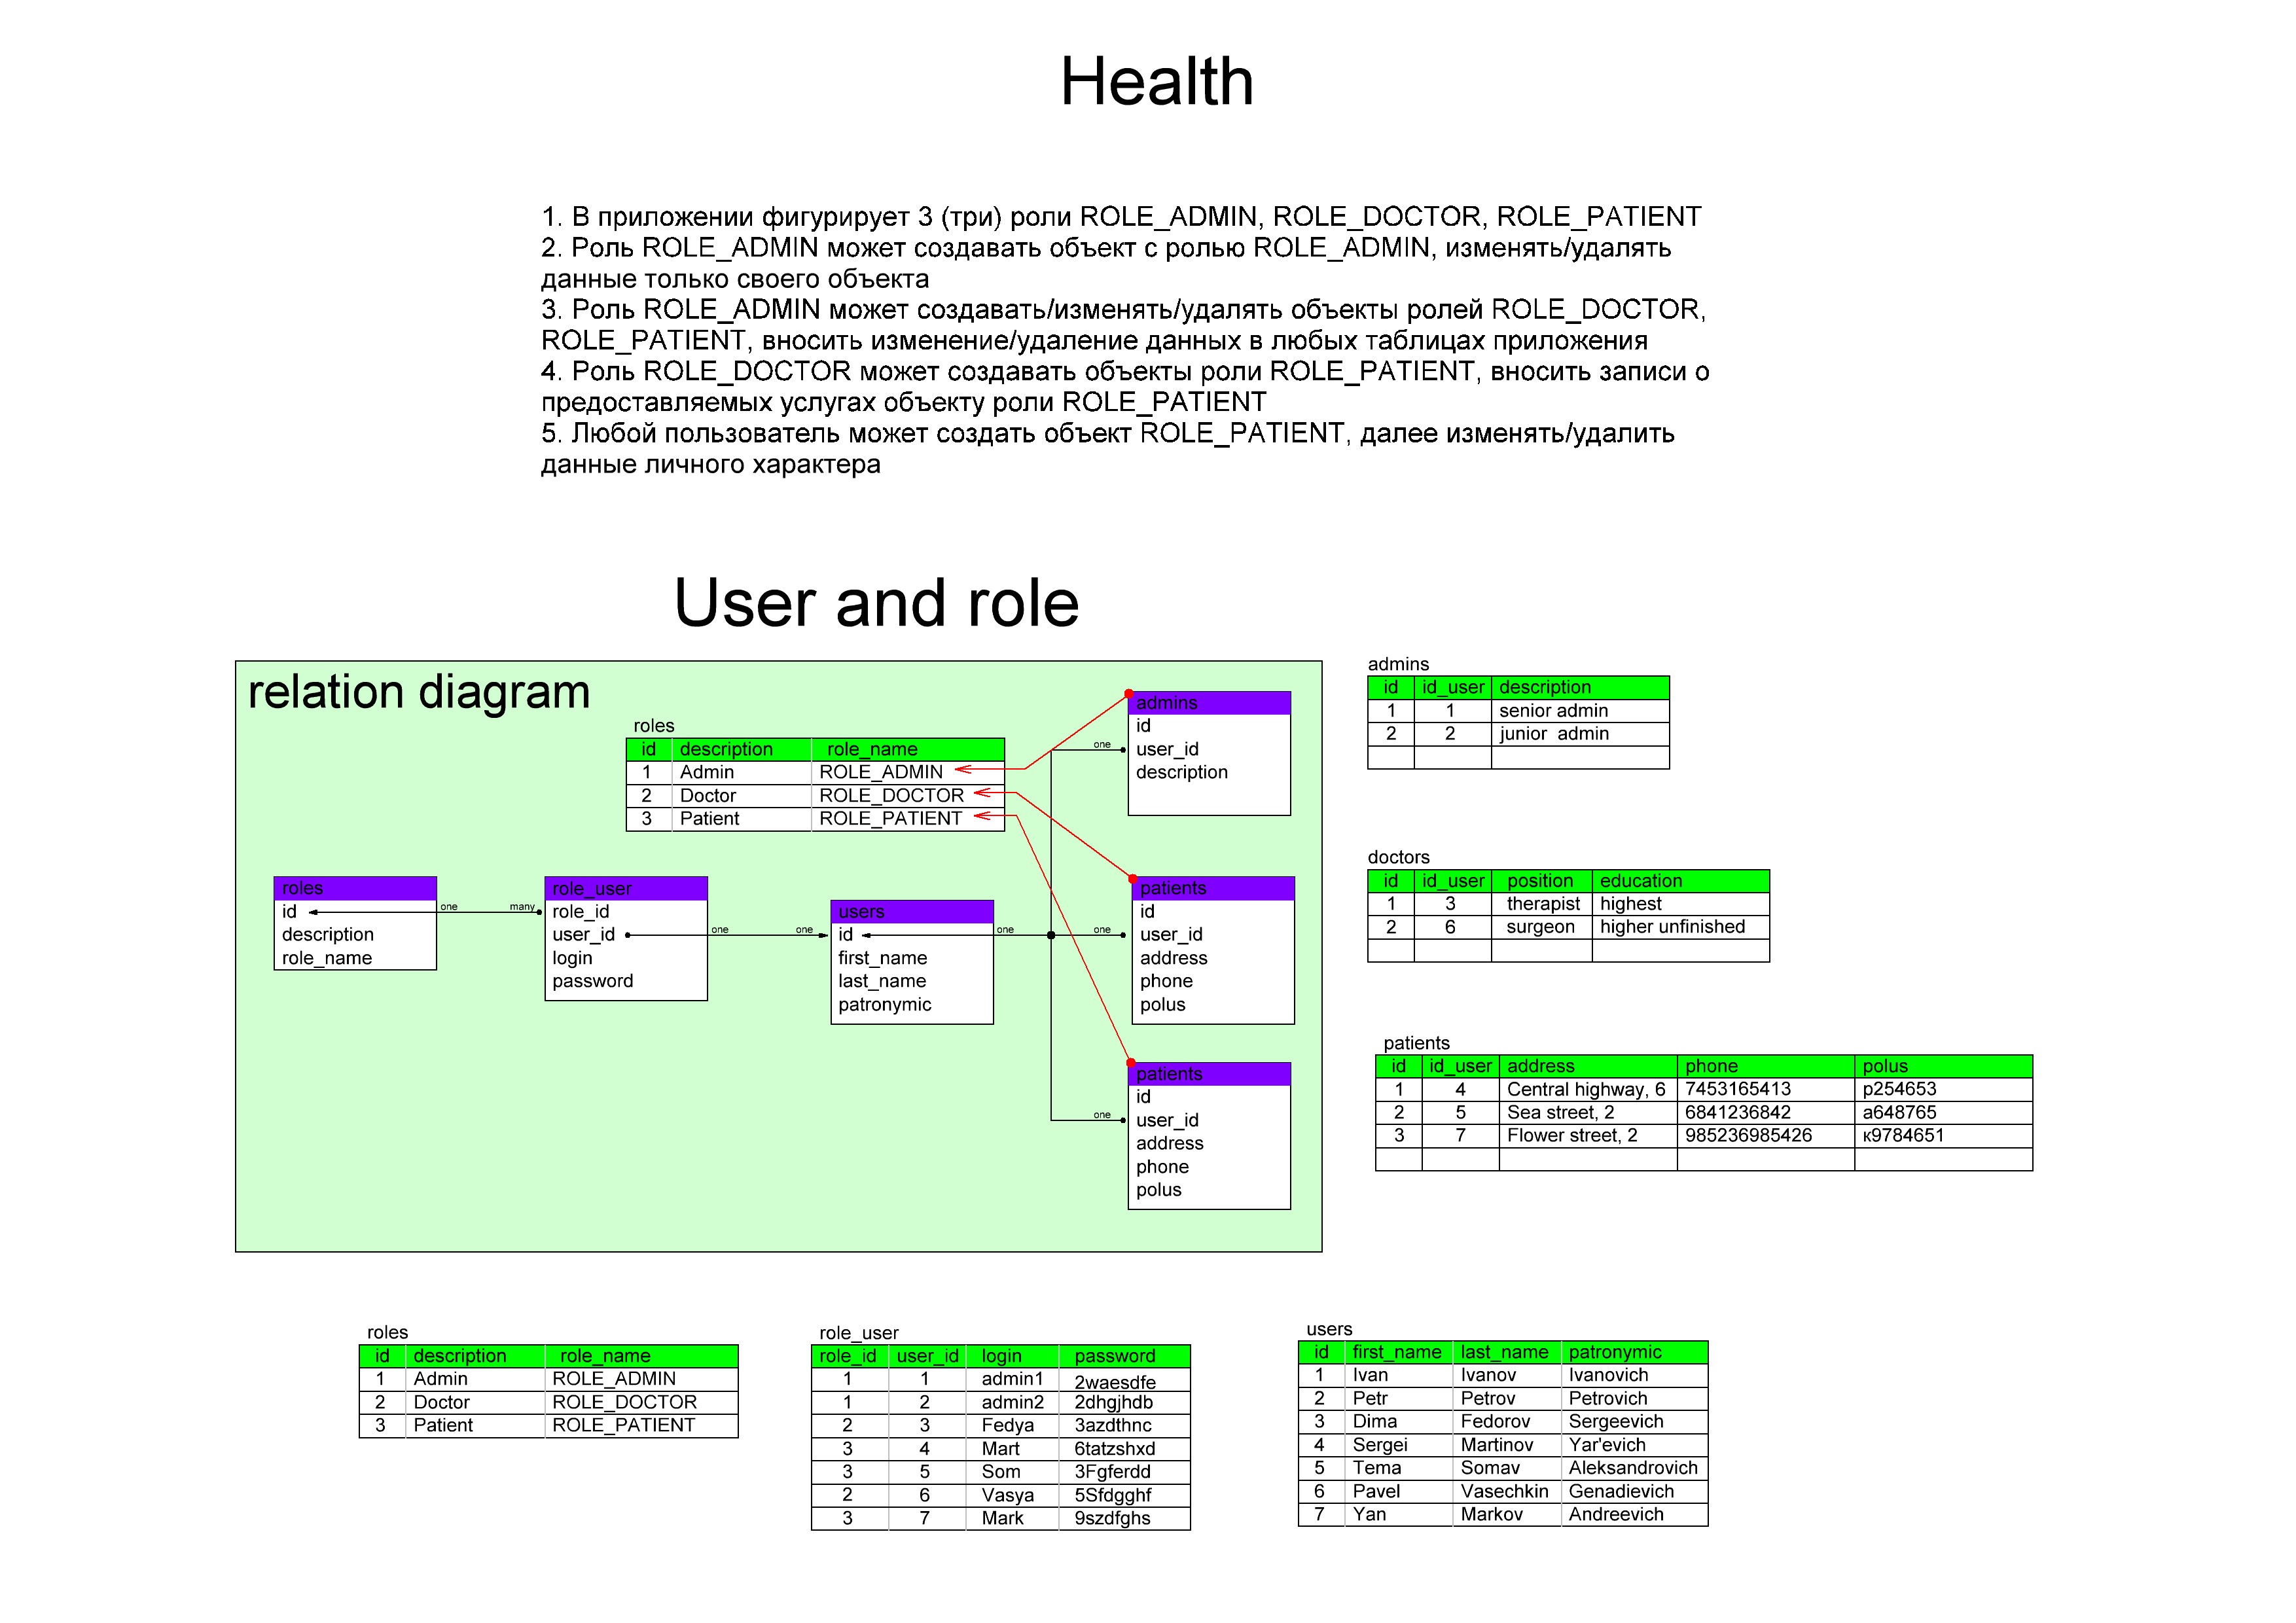 Health
1. В приложении фигурирует 3 (три) роли ROLE_ADMIN, ROLE_DOCTOR, ROLE_PATIENT
2. Роль ROLE_ADMIN может создавать объект с ролью ROLE_ADMIN, изменять/удалять
данные только своего объекта
3. Роль ROLE_ADMIN может создавать/изменять/удалять объекты ролей ROLE_DOCTOR,
ROLE_PATIENT, вносить изменение/удаление данных в любых таблицах приложения
4. Роль ROLE_DOCTOR может создавать объекты роли ROLE_PATIENT, вносить записи о
предоставляемых услугах объекту роли ROLE_PATIENT
5. Любой пользователь может создать объект ROLE_PATIENT, далее изменять/удалить
данные личного характера
User and role
relation diagram
roles
id description role_name
1 Admin ROLE_ADMIN
2 Doctor ROLE_DOCTOR
3 Patient ROLE_PATIENT
admins
id
one user_id
description
roles
id
description
role_name
one many
role_user
role_id
user_id
login
password
one one
users
id
first_name
last_name
patronymic
one one
patients
id
user_id
address
phone
polus
patients
id
one user_id
address
phone
polus
admins
id id_user description
1 1 senior admin
2 2 junior admin
doctors
id id_user position education
1 3 therapist highest
2 6 surgeon higher unfinished
patients
id id_user address phone polus
1 4 Central highway, 6 7453165413 p254653
2 5 Sea street, 2 6841236842 a648765
3 7 Flower street, 2 985236985426 к9784651
roles
id description role_name
1 Admin ROLE_ADMIN
2 Doctor ROLE_DOCTOR
3 Patient ROLE_PATIENT
role_user
role_id user_id login password
1 1 admin1 2waesdfe
1 2 admin2 2dhgjhdb
2 3 Fedya 3azdthnc
3 4 Mart 6tatzshxd
3 5 Som 3Fgferdd
2 6 Vasya 5Sfdgghf
3 7 Mark 9szdfghs
users
id first_name last_name patronymic
1 Ivan Ivanov Ivanovich
2 Petr Petrov Petrovich
3 Dima Fedorov Sergeevich
4 Sergei Martinov Yar'evich
5 Tema Somav Aleksandrovich
6 Pavel Vasechkin Genadievich
7 Yan Markov Andreevich